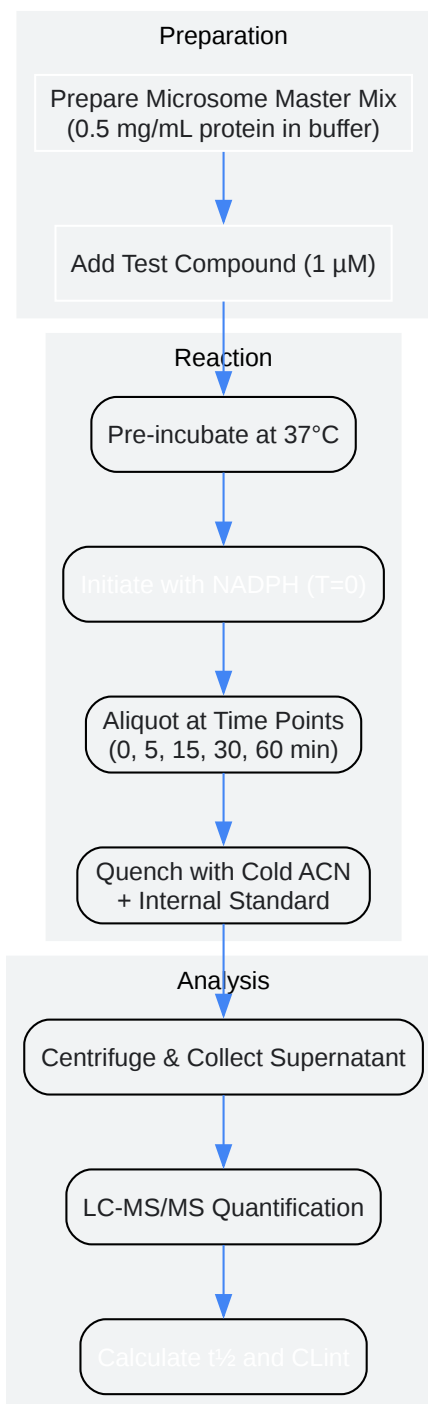 Preparation
Prepare Microsome Master Mix
(0.5 mg/mL protein in buffer)
Add Test Compound (1 µM)
Reaction
Pre-incubate at 37°C
Initiate with NADPH (T=0)
Aliquot at Time Points
(0, 5, 15, 30, 60 min)
Quench with Cold ACN
+ Internal Standard
Analysis
Centrifuge & Collect Supernatant
LC-MS/MS Quantification
Calculate t½ and CLint